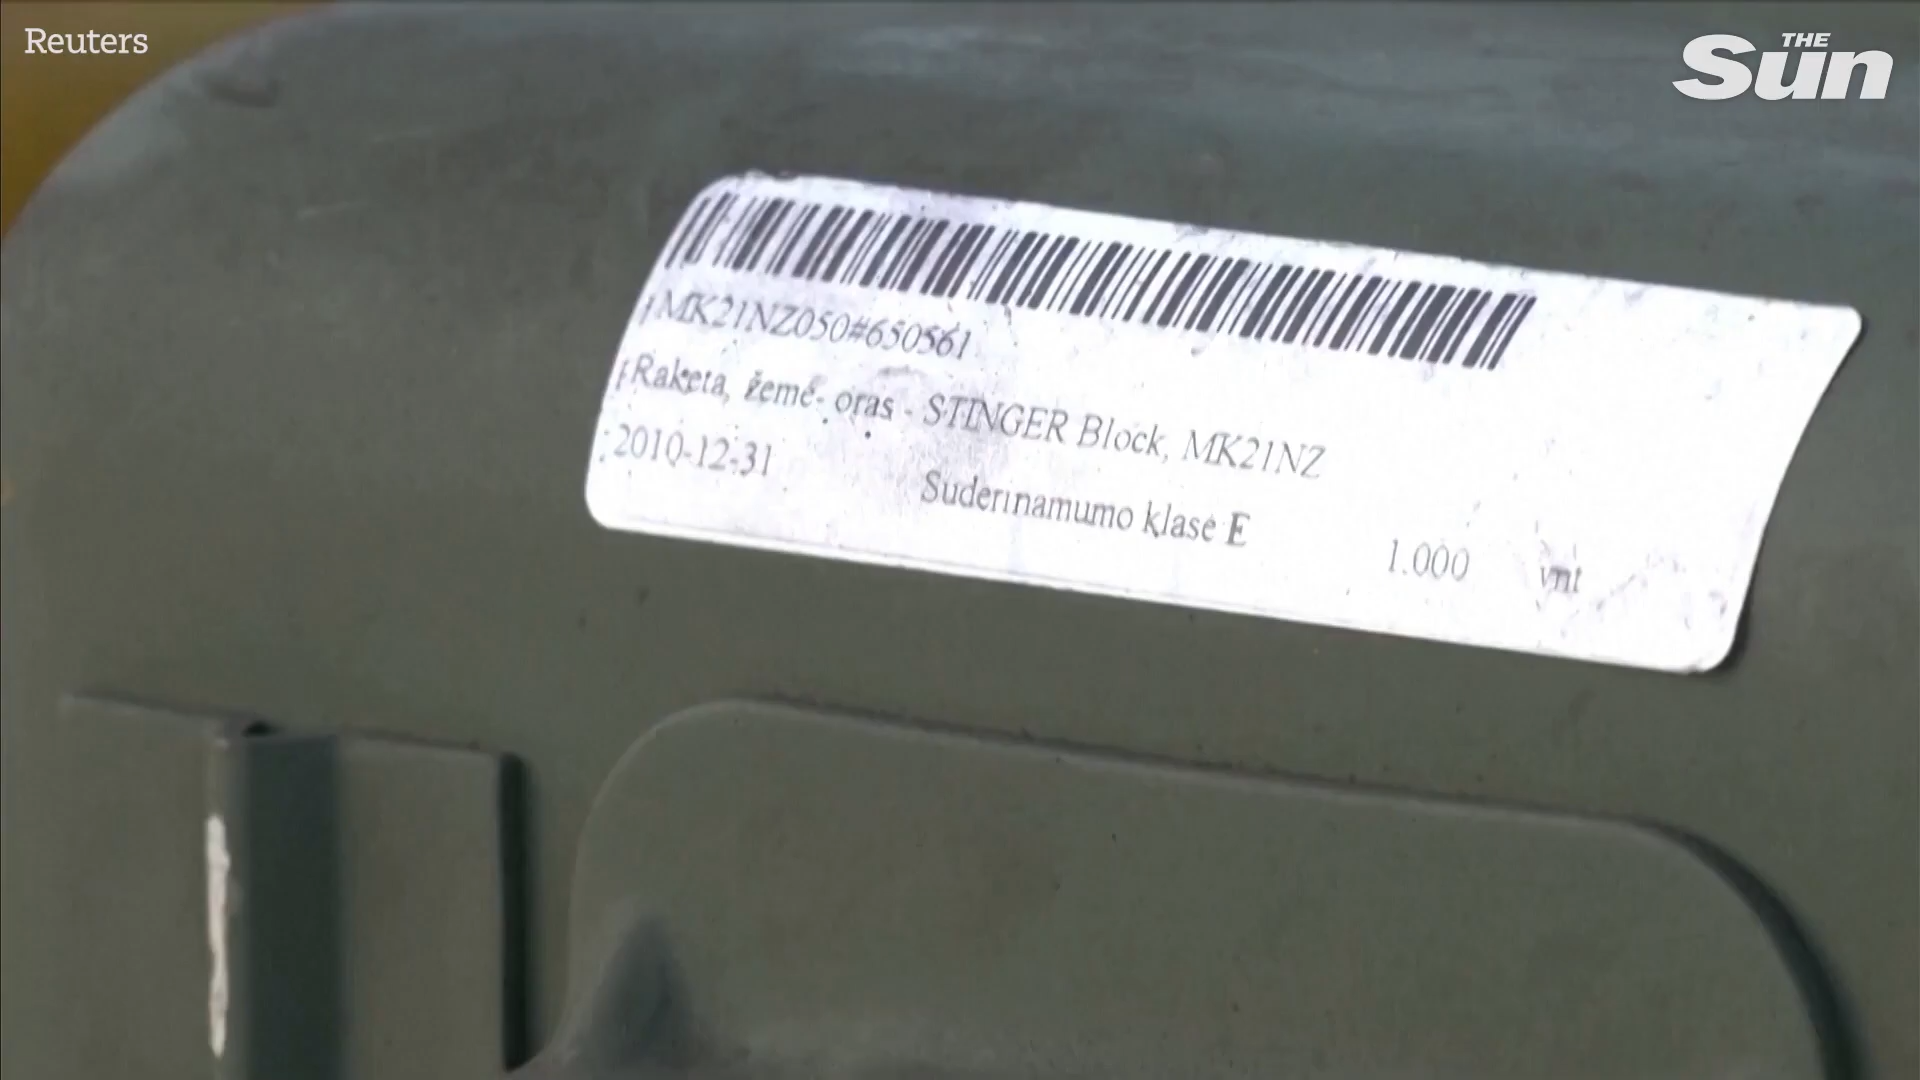 Reuters
THE
Sun
MK21NZ050#650561
Raketa, žemė- oras - STINGER Block, MK21NZ
2010-12-31
Suderinamumo klasė E
1.000 vnt